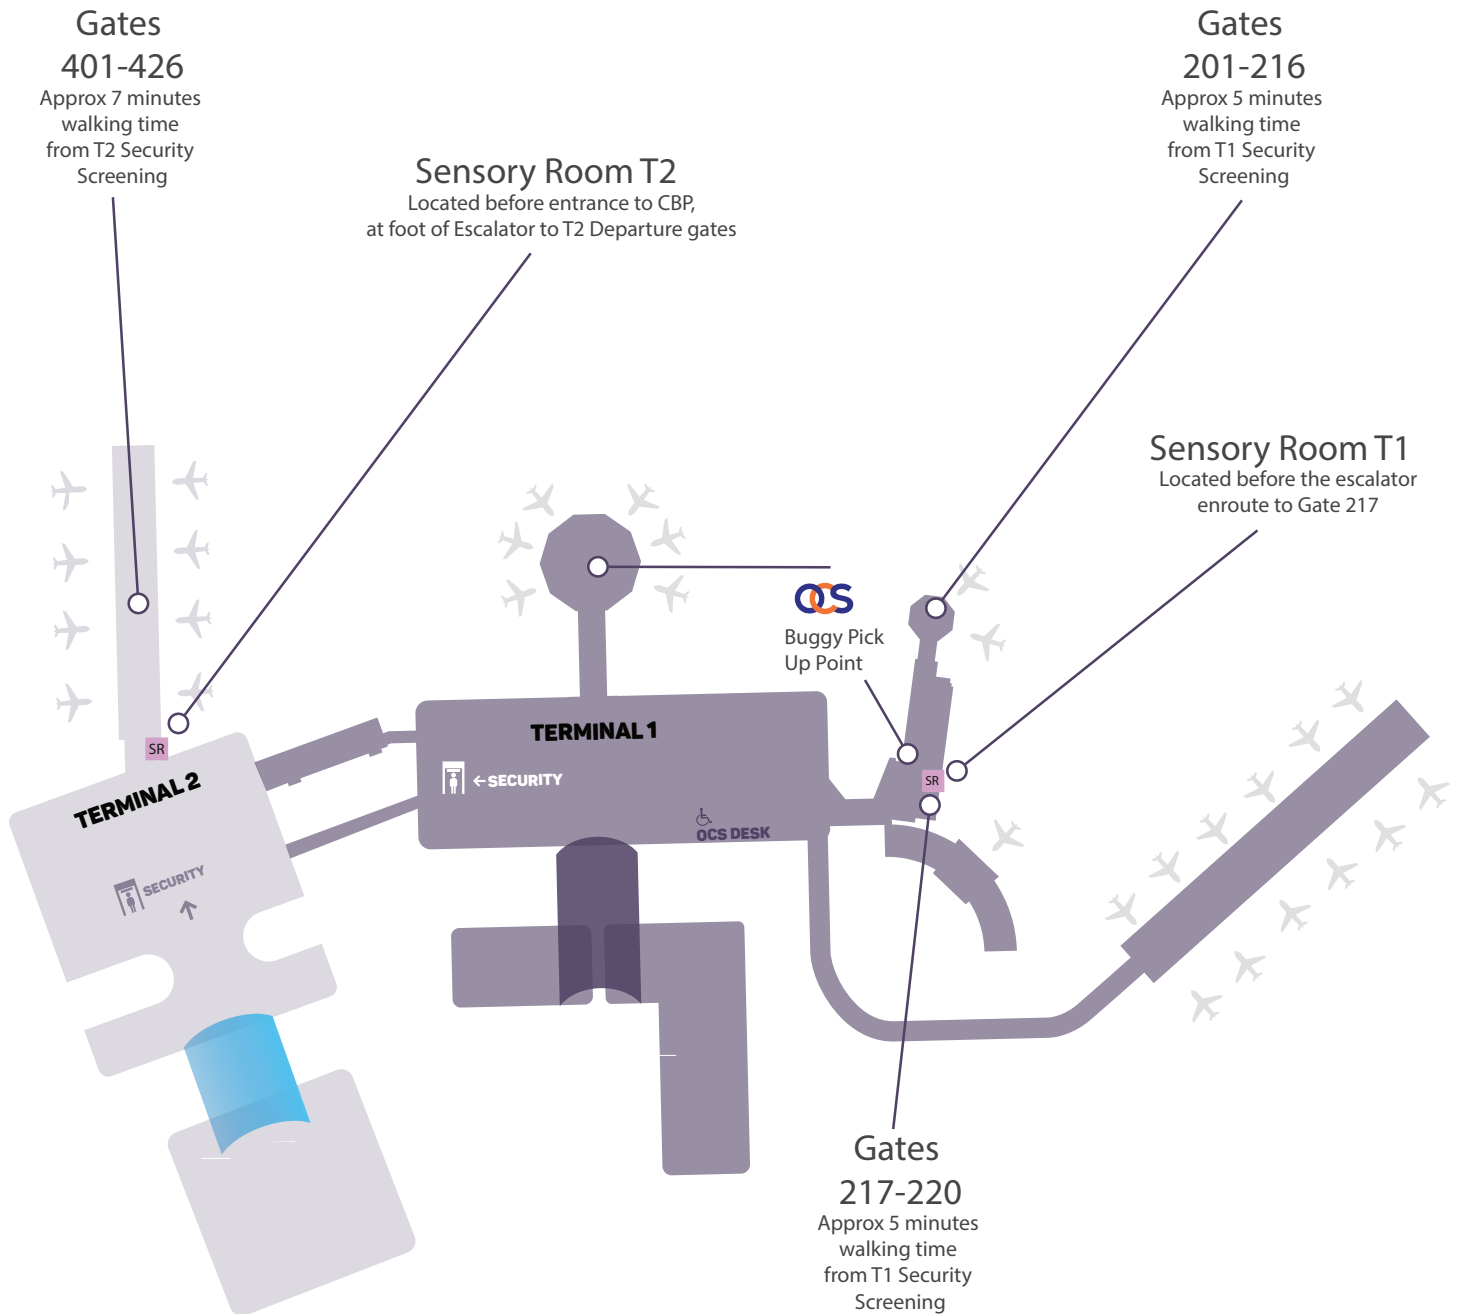 Gates
401-426
Approx 7 minutes
walking time
from T2 Security
Screening
Gates
201-216
Approx 5 minutes
walking time
from T1 Security
Screening
Sensory Room T2
Located before entrance to CBP,
at foot of Escalator to T2 Departure gates
Sensory Room T1
Located before the escalator
enroute to Gate 217
OCS
Buggy Pick
Up Point
SR
TERMINAL 2
SECURITY
TERMINAL 1
←SECURITY
OCS DESK
SR
Gates
217-220
Approx 5 minutes
walking time
from T1 Security
Screening